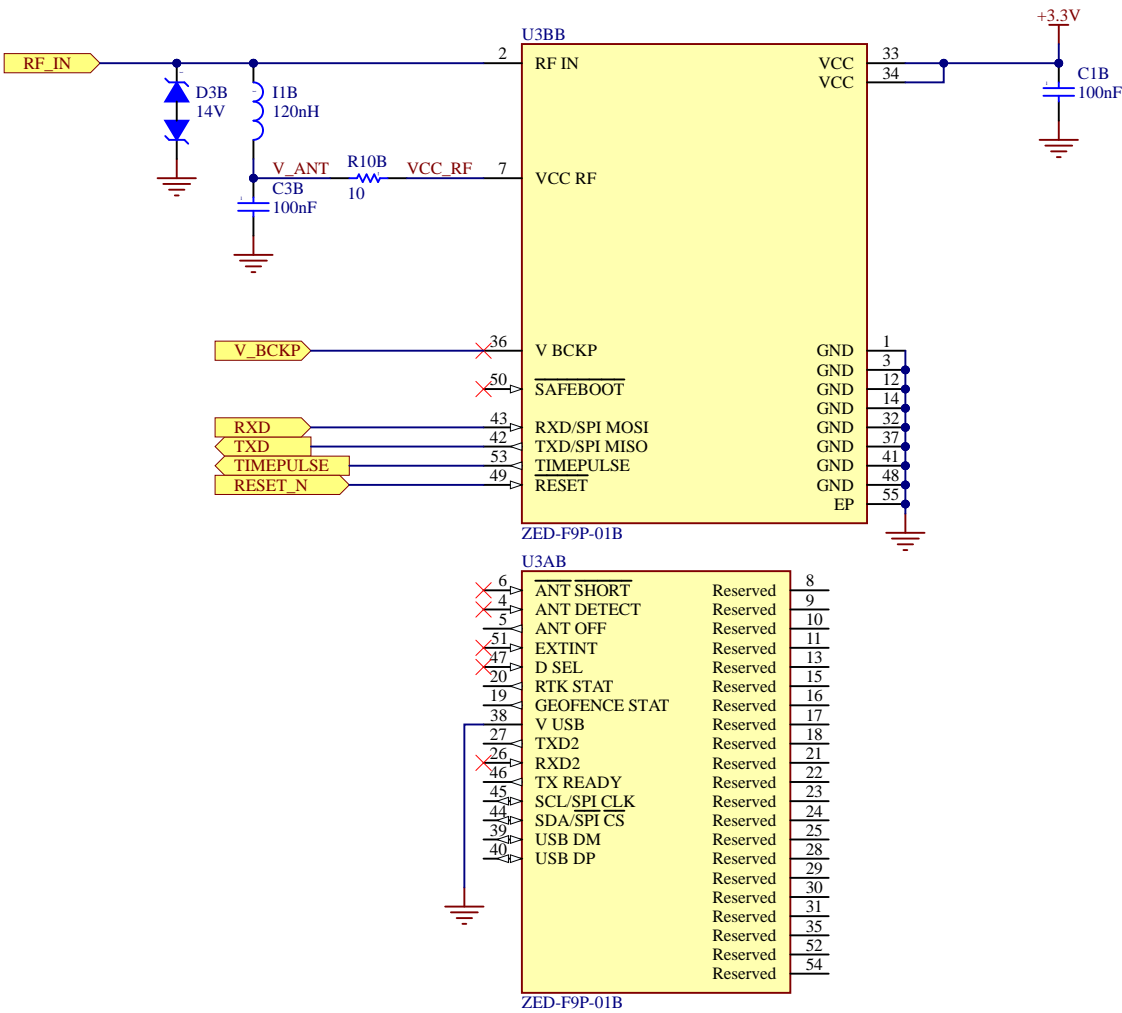 +3.3V
U3BB
RF_IN
2
RF IN
VCC
33
VCC
34
C1B
100nF
D3B
14V
I1B
120nH
V_ANT
R10B
10
VCC_RF
7
VCC RF
C3B
100nF
V_BCKP
36
V BCKP
GND
1
GND
3
50
SAFEBOOT
GND
12
GND
14
RXD
43
RXD/SPI MOSI
GND
32
TXD
42
TXD/SPI MISO
GND
37
TIMEPULSE
53
TIMEPULSE
GND
41
RESET_N
49
RESET
GND
48
EP
55
ZED-F9P-01B
U3AB
6
ANT SHORT
Reserved
8
4
ANT DETECT
Reserved
9
5
ANT OFF
Reserved
10
51
EXTINT
Reserved
11
47
D SEL
Reserved
13
20
RTK STAT
Reserved
15
19
GEOFENCE STAT
Reserved
16
38
V USB
Reserved
17
27
TXD2
Reserved
18
26
RXD2
Reserved
21
46
TX READY
Reserved
22
45
SCL/SPI CLK
Reserved
23
44
SDA/SPI CS
Reserved
24
39
USB DM
Reserved
25
40
USB DP
Reserved
28
Reserved
29
Reserved
30
Reserved
31
Reserved
35
Reserved
52
Reserved
54
ZED-F9P-01B